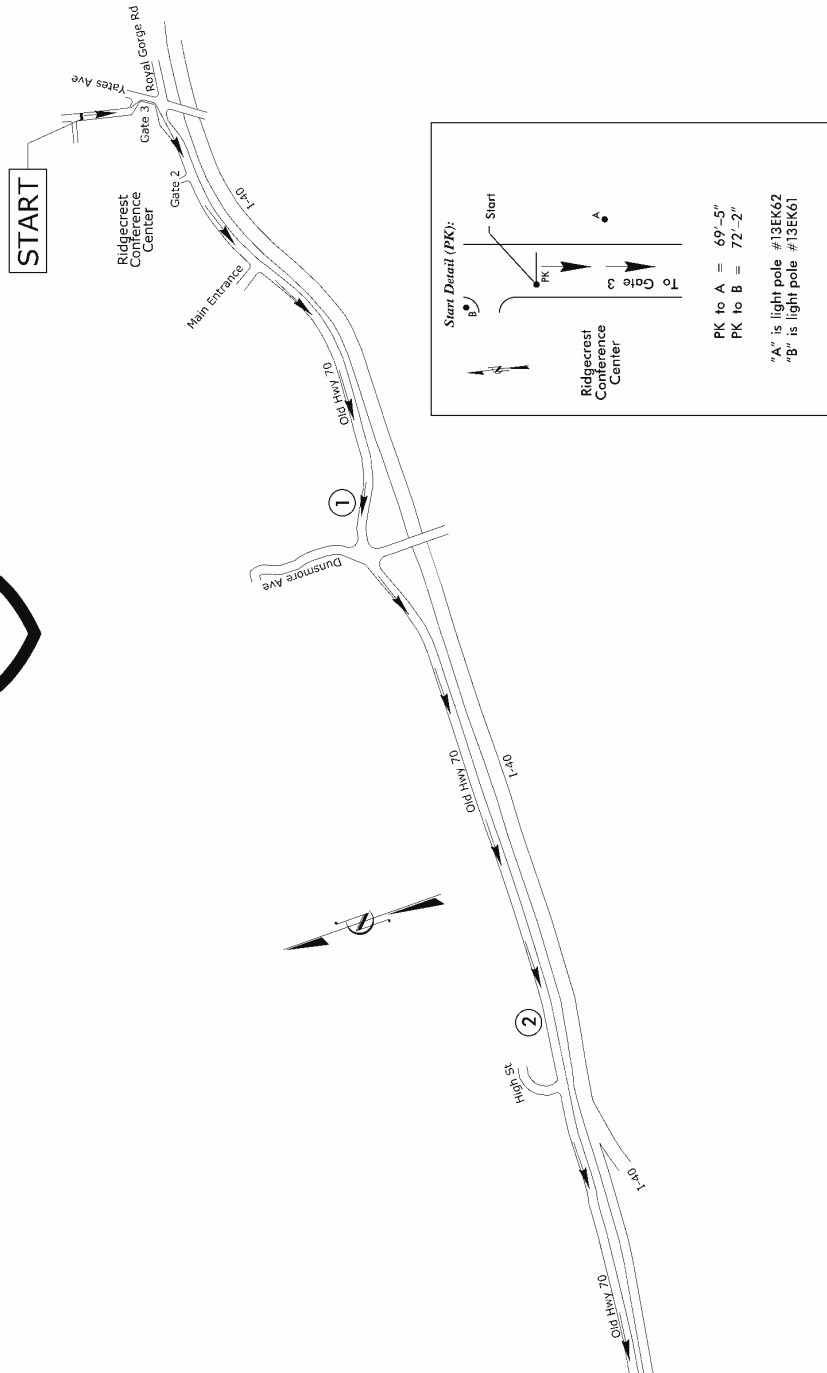 START
Yates Ave
Royal Gorge Rd
Gate 3
Gate 2
Ridgecrest
Conference
Center
I-40
Main Entrance
Old Hwy 70
1
Dunsmore Ave
Old Hwy 70
I-40
N
2
High St
I-40
Old Hwy 70
Start Detail (PK):
Start
B
PK
A
To Gate 3
N
Ridgecrest
Conference
Center
PK to A = 69'-5"
PK to B = 72'-2"
"A" is light pole #13EK62
"B" is light pole #13EK61